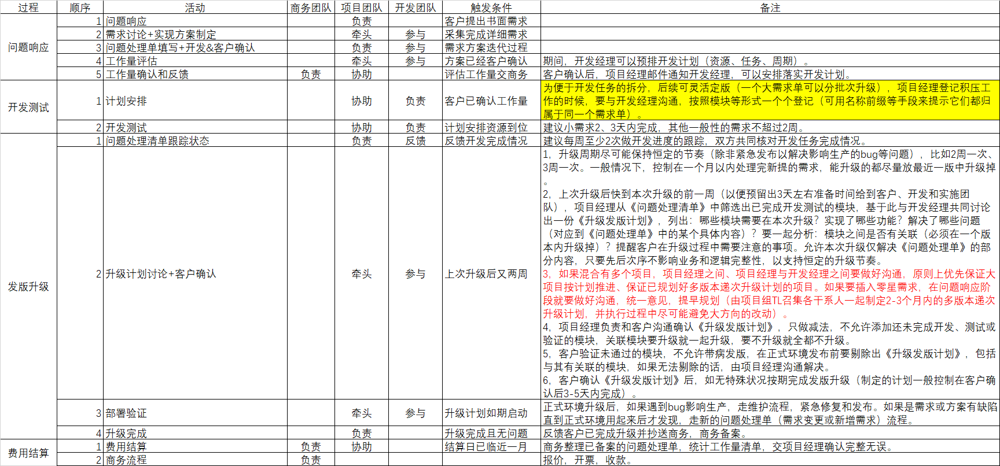 过程 顺序 活动 商务团队 项目团队 开发团队 触发条件 备注
问题响应
1 问题响应 负责 客户提出书面需求
2 需求讨论+实现方案制定 牵头 参与 采集完成详细需求
3 问题处理单填写+开发&客户确认 负责 参与 需求方案迭代过程
4 工作量评估 牵头 参与 方案已经客户确认 期间，开发经理可以预排开发计划（资源、任务、周期）。
5 工作量确认和反馈 负责 协助 评估工作量交商务 客户确认后，项目经理邮件通知开发经理，可以安排落实开发计划。
开发测试
1 计划安排 协助 负责 客户已确认工作量
为便于开发任务的拆分，后续可灵活定版（一个大需求单可以分批次升级），项目经理登记积压工
作的时候，要与开发经理沟通，按照模块等形式一个个登记（可用名称前缀等手段来提示它们都归
属于同一个需求单）。
2 开发测试 协助 负责 计划安排资源到位 建议小需求2、3天内完成，其他一般性的需求不超过2周。
发版升级
1 问题处理清单跟踪状态 负责 反馈 反馈开发完成情况 建议每周至少2次做开发进度的跟踪，双方共同核对开发任务完成情况。
2 升级计划讨论+客户确认 牵头 参与 上次升级后又两周
1，升级周期尽可能保持恒定的节奏（除非紧急发布以解决影响生产的bug等问题），比如2周一次、
3周一次。一般情况下，控制在一个月以内处理完新提的需求，能升级的都尽量放最近一版中升级掉
。
2，上次升级后快到本次升级的前一周（以便预留出3天左右准备时间给到客户、开发和实施团
队），项目经理从《问题处理清单》中筛选出已完成开发测试的模块，基于此与开发经理共同讨论
出一份《升级发版计划》，列出：哪些模块需要在本次升级？实现了哪些功能？解决了哪些问题
（对应到《问题处理单》中的某个具体内容）？要一起分析：模块之间是否有关联（必须在一个版
本内升级掉）？提醒客户在升级过程中需要注意的事项。允许本次升级仅解决《问题处理单》的部
分内容，只要先后次序不影响业务和逻辑完整性，以支持恒定的升级节奏。
3，如果混合有多个项目，项目经理之间、项目经理与开发经理之间要做好沟通，原则上优先保证大
项目按计划推进、保证已规划好多版本递次升级计划的项目。如果要插入零星需求，在问题响应阶
段就要做好沟通，统一意见，提早规划（由项目组TL召集各干系人一起制定2-3个月内的多版本递次
升级计划，并执行过程中尽可能避免大方向的改动）。
4，项目经理负责和客户沟通确认《升级发版计划》，只做减法，不允许添加还未完成开发、测试或
验证的模块，关联模块要升级就一起升级，要不升级就全都不升级。
5，客户验证未通过的模块，不允许带病发版，在正式环境发布前要剔除出《升级发版计划》，包括
与其有关联的模块，如果无法剔除的话，由项目经理沟通解决。
6，客户确认《升级发版计划》后，如无特殊状况按期完成发版升级（制定的计划一般控制在客户确
认后3-5天内完成）。
3 部署验证 牵头 参与 升级计划如期启动
正式环境升级后，如果遇到bug影响生产，走维护流程，紧急修复和发布。如果是需求或方案有缺陷
直到正式环境用起来后才发现，走新的问题处理单（需求变更或新增需求）流程。
4 升级完成 负责 升级完成且无问题 反馈客户已完成升级并抄送商务，商务备案。
费用结算
1 费用结算 负责 协助 结算日已临近一月 商务整理已备案的问题处理单，统计工作量清单，交项目经理确认完整无误。
2 商务流程 负责 报价，开票，收款。